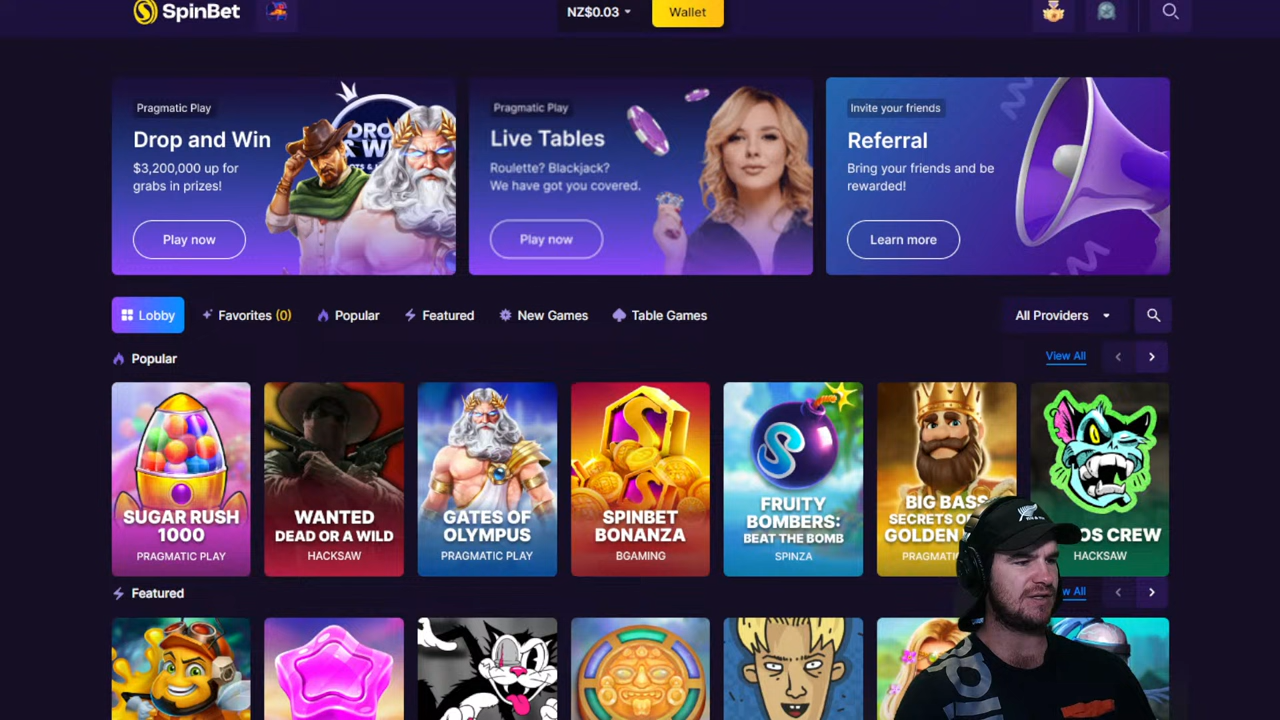 SpinBet
NZ$0.03
Wallet
Pragmatic Play
Drop and Win
$3,200,000 up for
grabs in prizes!
Play now
Pragmatic Play
Live Tables
Roulette? Blackjack?
We have got you covered.
Play now
Invite your friends
Referral
Bring your friends and be
rewarded!
Learn more
Lobby
Favorites (0)
Popular
Featured
New Games
Table Games
All Providers
Popular
View All
SUGAR RUSH
1000
PRAGMATIC PLAY
WANTED
DEAD OR A WILD
HACKSAW
GATES OF
OLYMPUS
PRAGMATIC PLAY
SPINBET
BONANZA
BGAMING
FRUITY
BOMBERS:
BEAT THE BOMB
SPINZA
BIG BASS
SECRETS
GOLDEN
CREW
HACKSAW
Featured
All